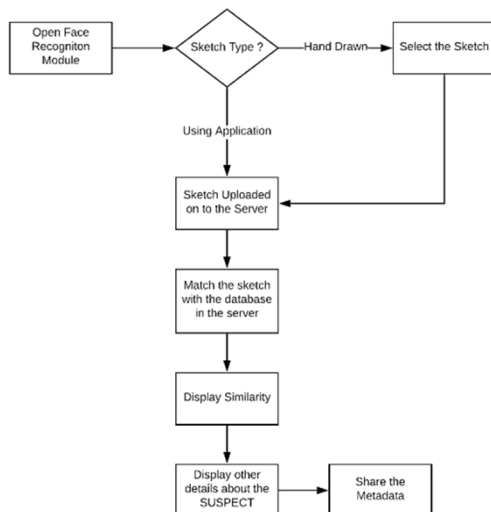 Open Face
Recogniton
Module
Sketch Type ?
Hand Drawn
Select the Sketch
Using Application
Sketch Uploaded
on to the Server
Match the sketch
with the database
in the server
Display Similarity
Display other
details about the
SUSPECT
Share the
Metadata